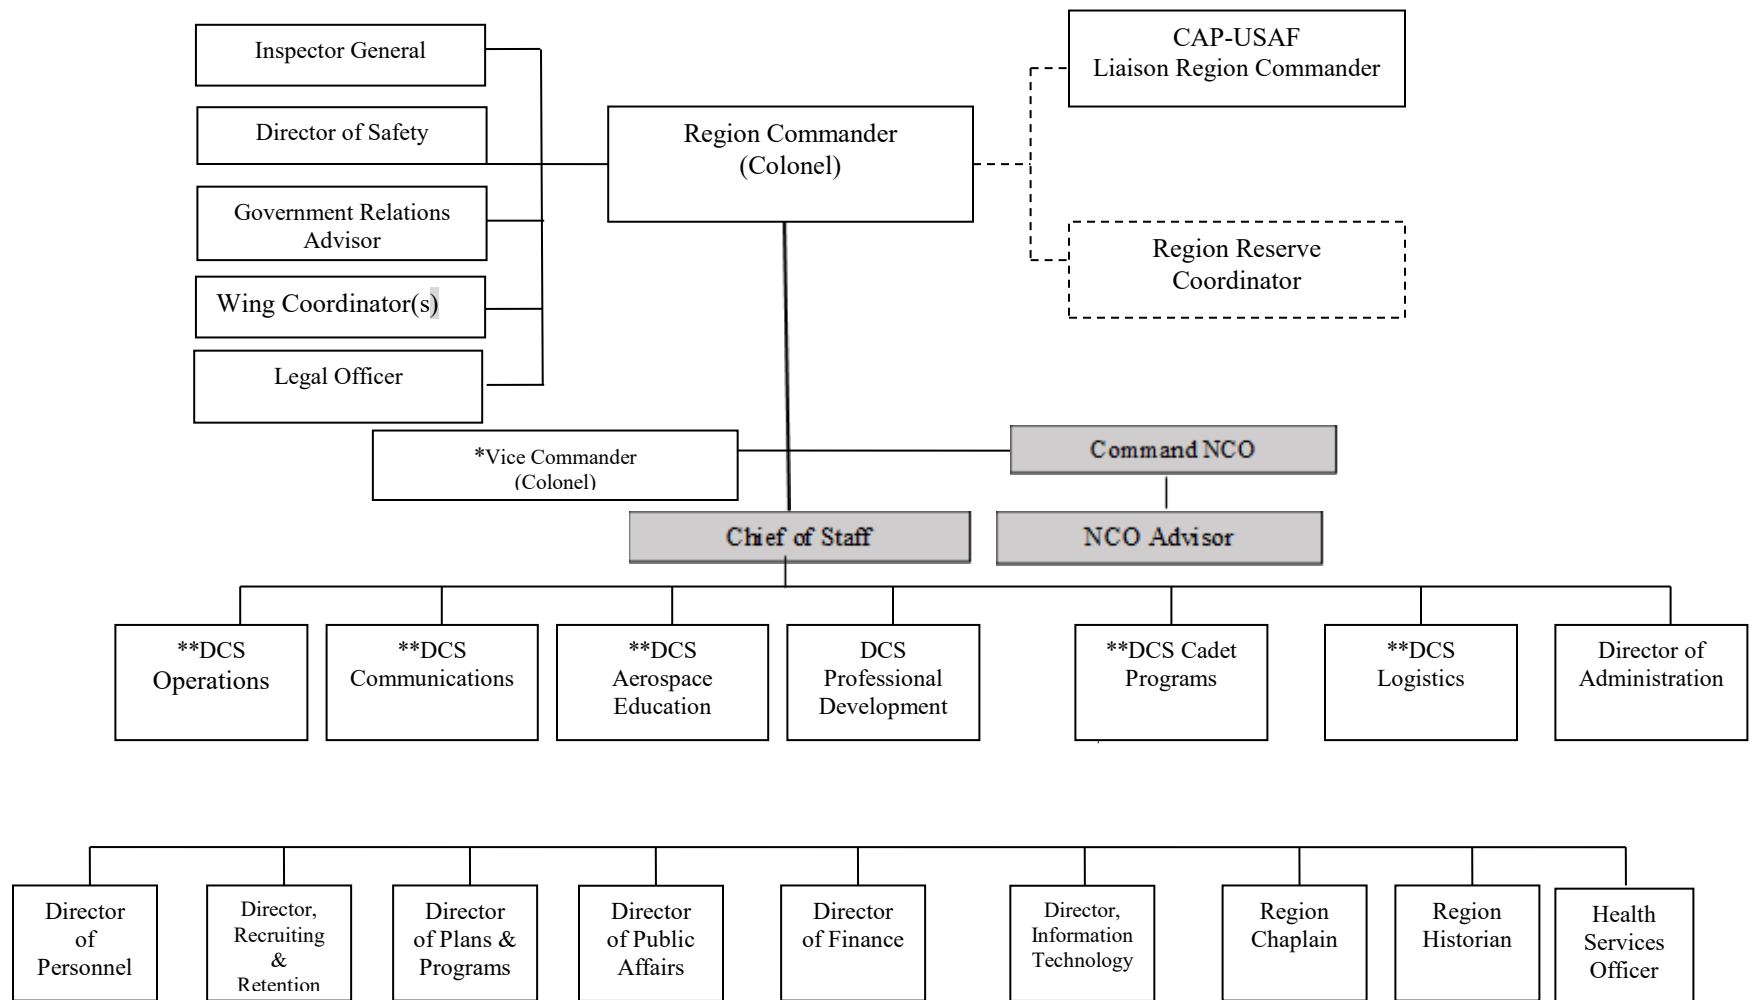 Inspector General
CAP-USAF
Liaison Region Commander
Director of Safety
Region Commander
(Colonel)
Government Relations
Advisor
Region Reserve
Coordinator
Wing Coordinator(s)
Legal Officer
*Vice Commander
(Colonel)
Command NCO
Chief of Staff
NCO Advisor
**DCS
Operations
**DCS
Communications
**DCS
Aerospace
Education
DCS
Professional
Development
**DCS Cadet
Programs
**DCS
Logistics
Director of
Administration
Director
of
Personnel
Director,
Recruiting
&
Retention
Director
of Plans &
Programs
Director
of Public
Affairs
Director
of Finance
Director,
Information
Technology
Region
Chaplain
Region
Historian
Health
Services
Officer